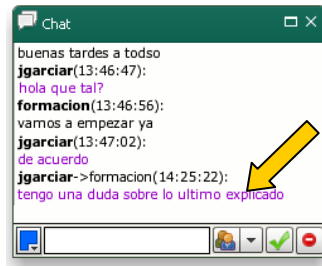 Chat
buenas tardes a todso
jgarciar(13:46:47):
hola que tal?
formacion(13:46:56):
vamos a empezar ya
jgarciar(13:47:02):
de acuerdo
jgarciar->formacion(14:25:22):
tengo una duda sobre lo ultimo explicado